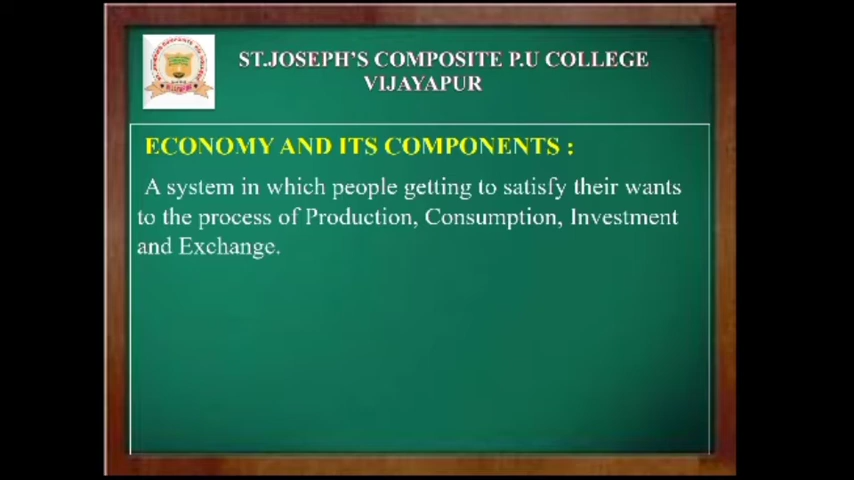 ST.JOSEPH'S COMPOSITE P.U COLLEGE
VIJAYAPUR
ECONOMY AND ITS COMPONENTS :
A system in which people getting to satisfy their wants
to the process of Production, Consumption, Investment
and Exchange.